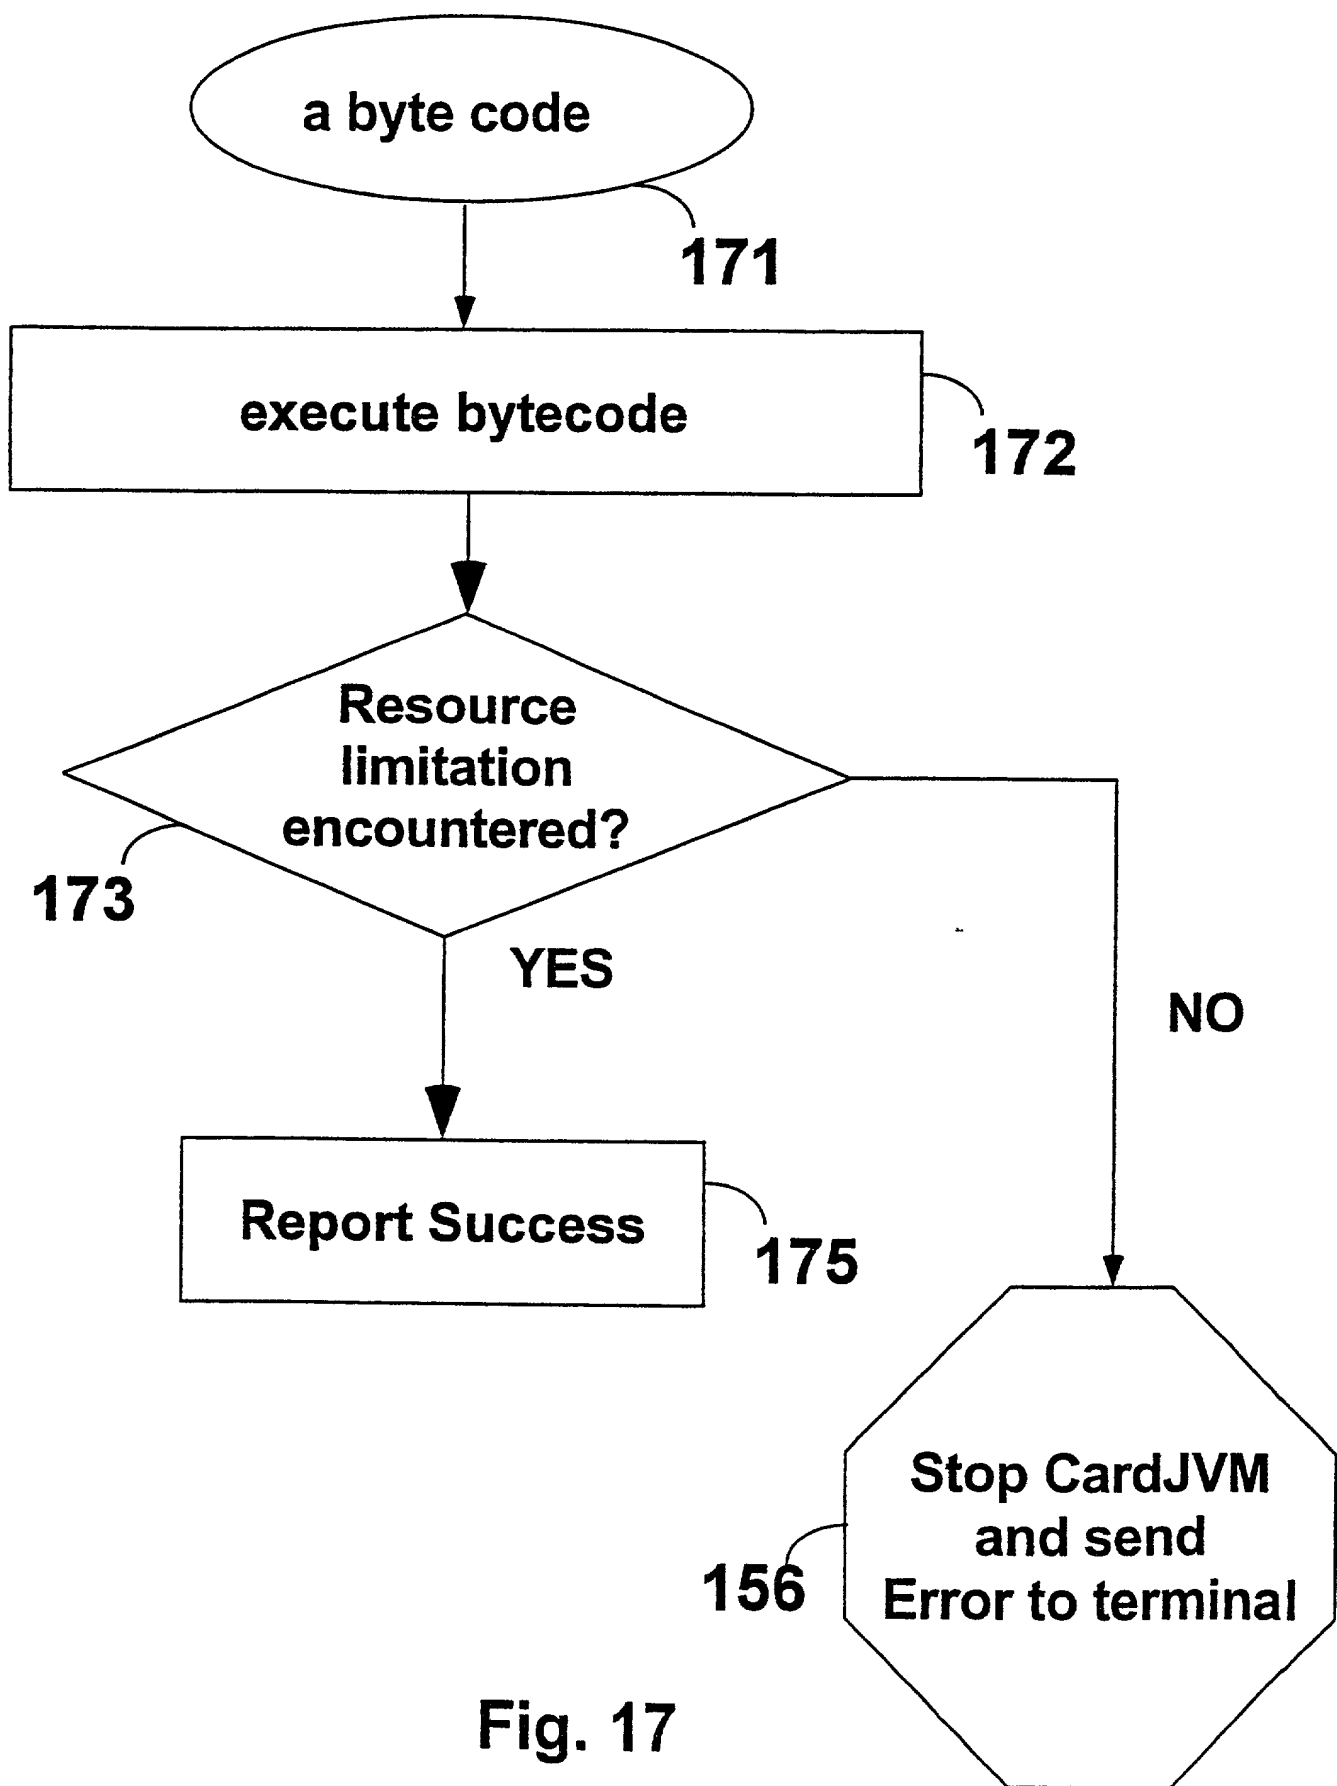 a byte code
171
execute bytecode
172
Resource
limitation
encountered?
173
YES
NO
Report Success
175
Stop CardJVM
and send
Error to terminal
156
Fig. 17